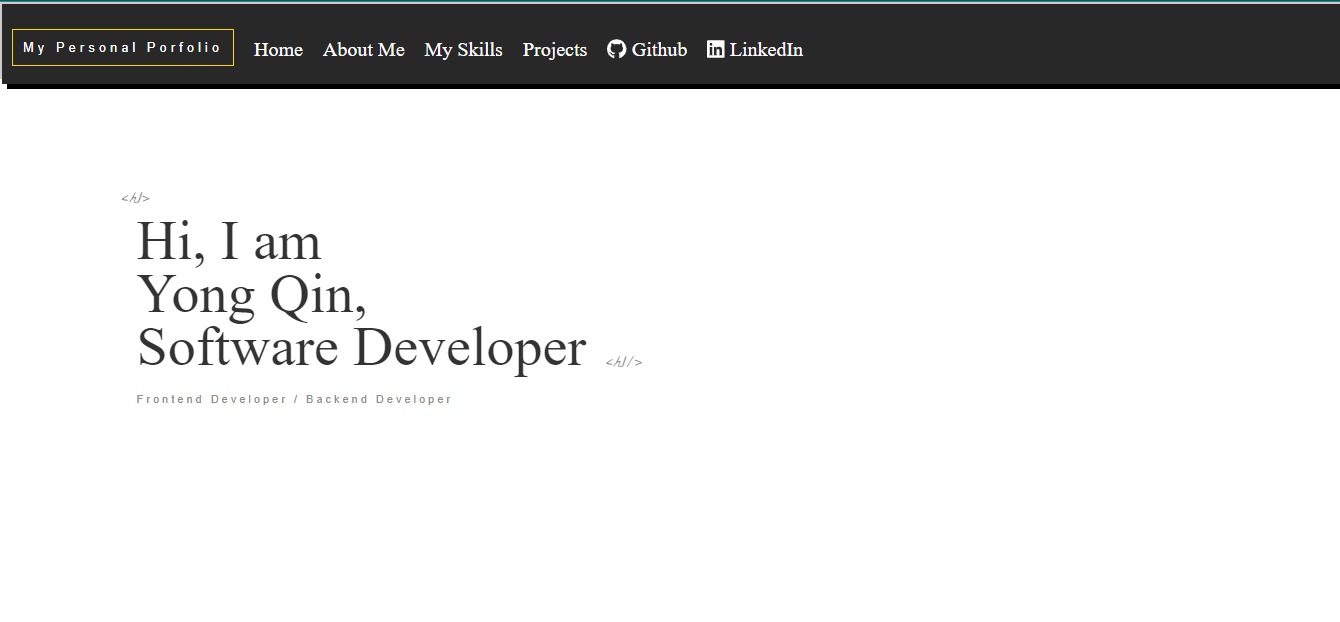 My Personal Porfolio Home About Me My Skills Projects Github LinkedIn
<h1>
Hi, I am
Yong Qin,
Software Developer <h1/>
Frontend Developer / Backend Developer